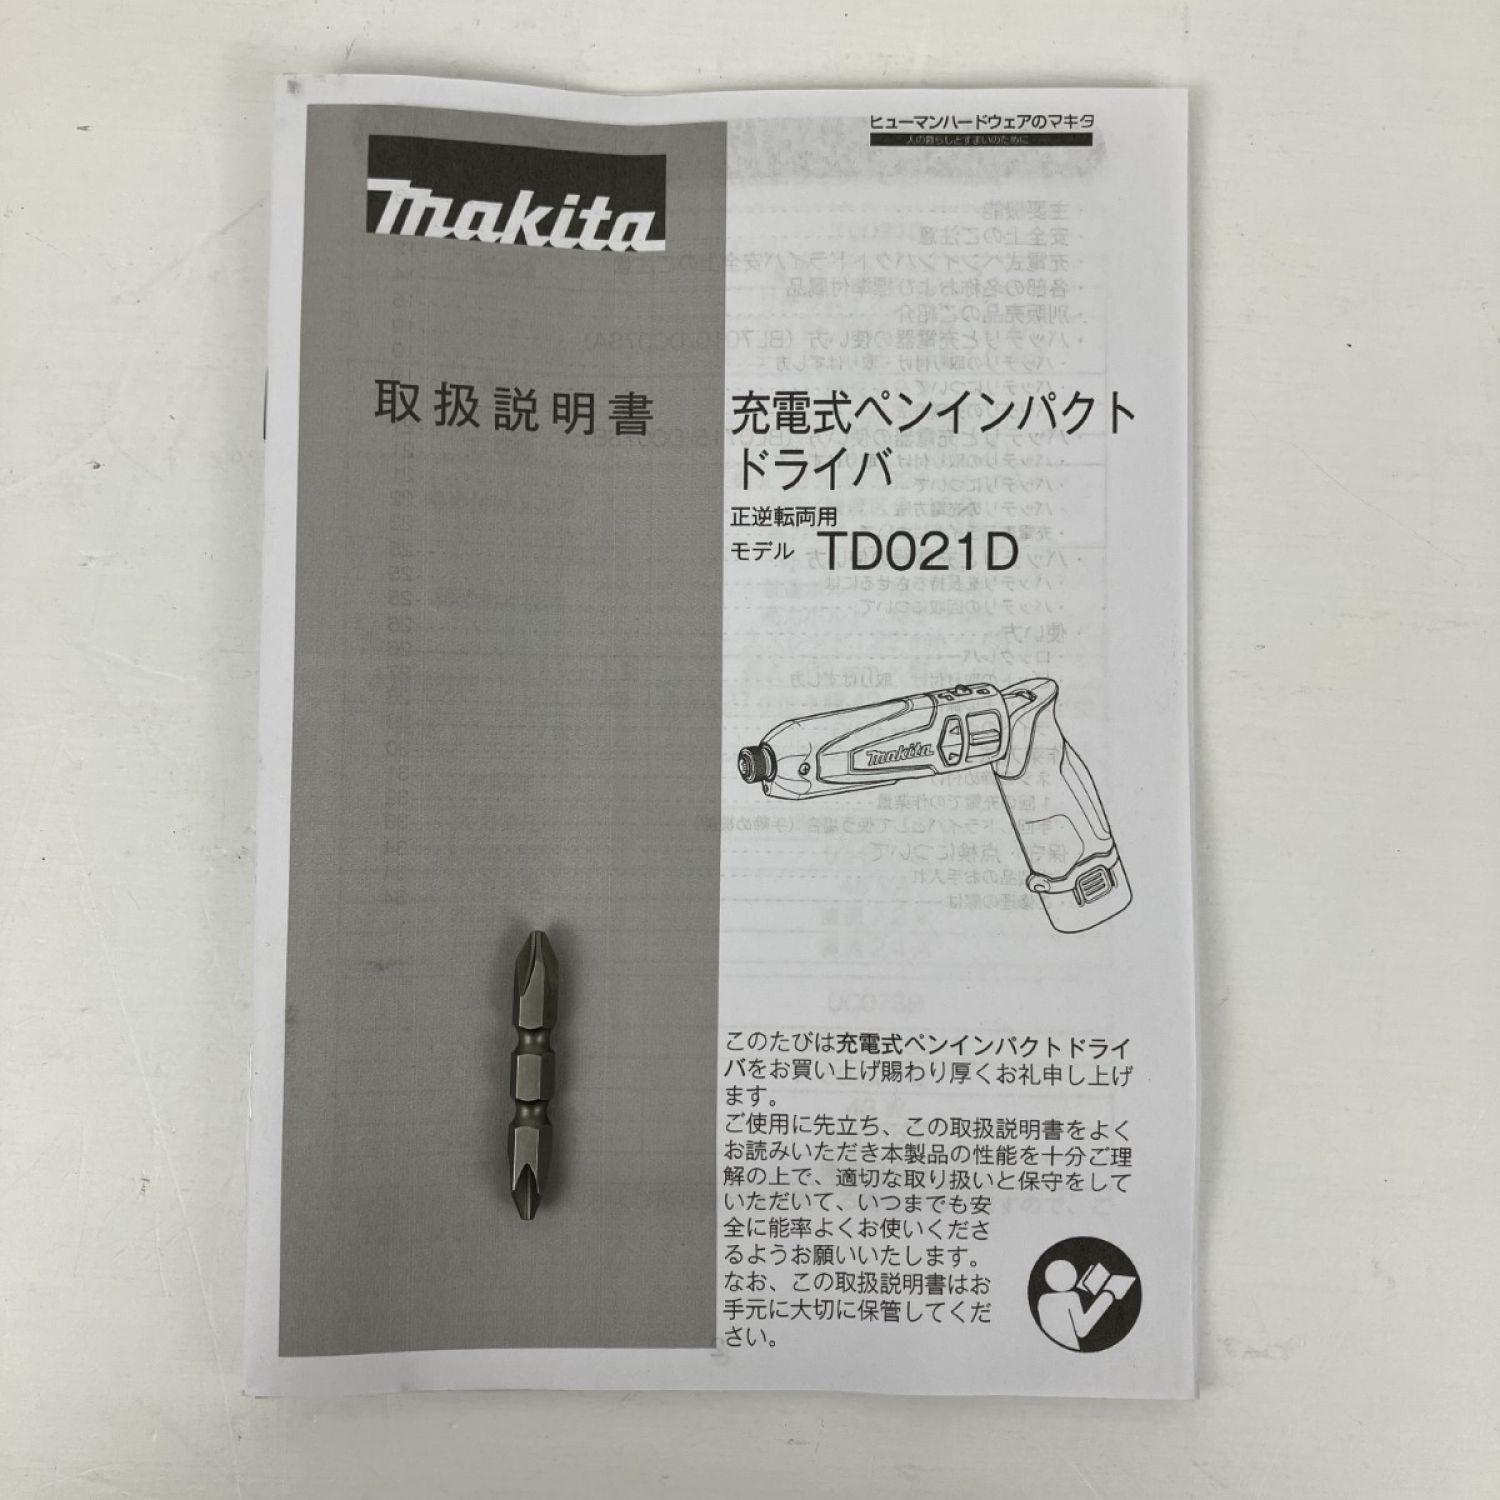 ヒューマンハードウェアのマキタ
人の暮らしとすまいのために
makita
取扱説明書
充電式ペンインパクト
ドライバ
正逆転両用
モデル TD021D
makita
このたびは充電式ペンインパクトドライ
バをお買い上げ賜わり厚くお礼申し上げ
ます。
ご使用に先立ち、この取扱説明書をよく
お読みいただき本製品の性能を十分ご理
解の上で、適切な取り扱いと保守をして
いただいて、いつまでも安
全に能率よくお使いくださ
るようお願いいたします。
なお、この取扱説明書はお
手元に大切に保管してくだ
さい。